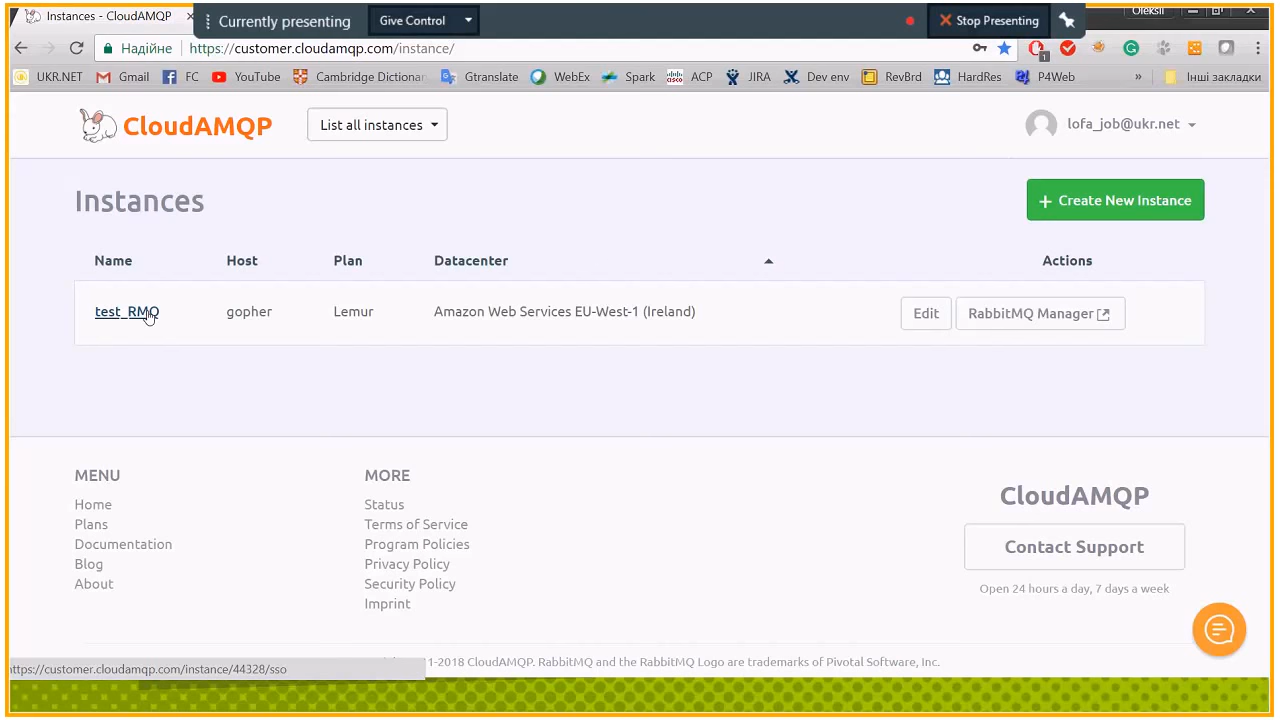 Instances - CloudAMQP
Currently presenting
Give Control
Stop Presenting
Oleksii
Надійне
https://customer.cloudamqp.com/instance/
1
UKR.NET
Gmail
FC
YouTube
Cambridge Dictionar
Gtranslate
WebEx
Spark
ACP
JIRA
Dev env
RevBrd
HardRes
P4Web
»
Інші закладки
CloudAMQP
List all instances
lofa_job@ukr.net
Instances
+ Create New Instance
Name Host Plan Datacenter Actions
test_RMQ gopher Lemur Amazon Web Services EU-West-1 (Ireland) Edit RabbitMQ Manager
MENU
Home
Plans
Documentation
Blog
About
MORE
Status
Terms of Service
Program Policies
Privacy Policy
Security Policy
Imprint
CloudAMQP
Contact Support
Open 24 hours a day, 7 days a week
11-2018 CloudAMQP. RabbitMQ and the RabbitMQ Logo are trademarks of Pivotal Software, Inc.
https://customer.cloudamqp.com/instance/44328/sso